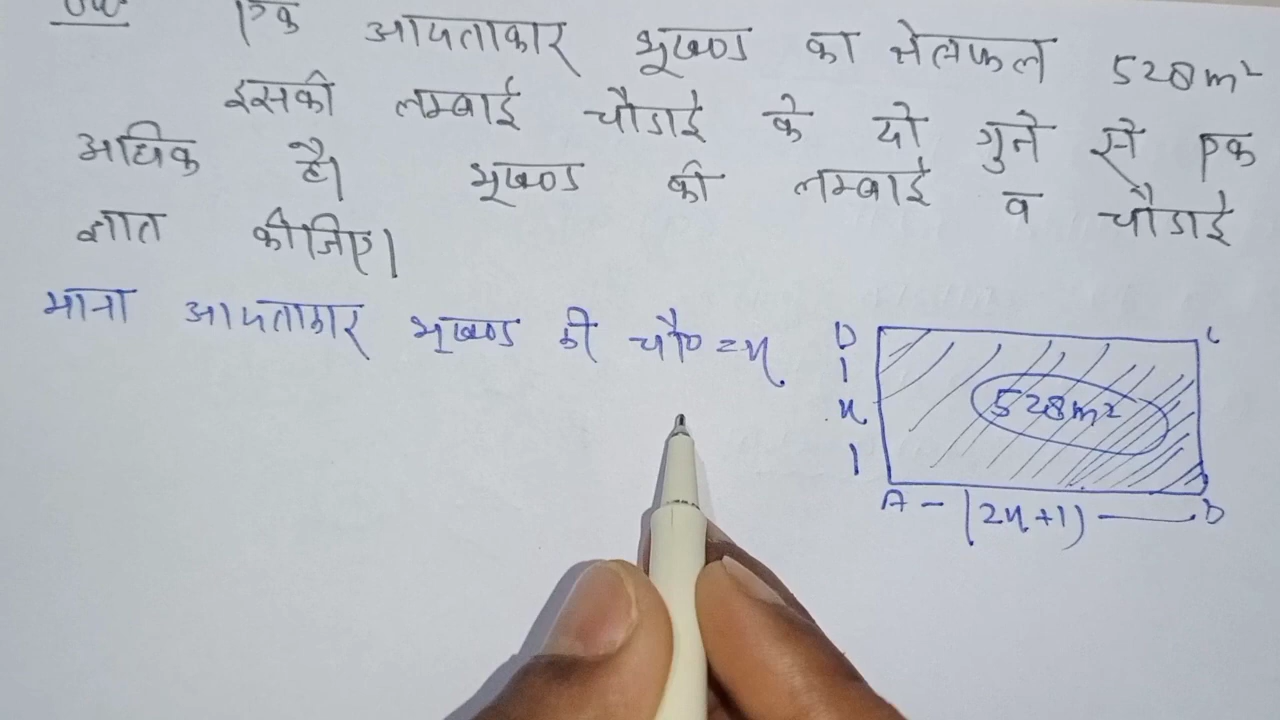 एक आयताकार भूखण्ड का क्षेत्रफल 528m²
इसकी लम्बाई चौडाई के दो गुने से एक
अधिक है। भूखण्ड की लम्बाई व चौडाई
ज्ञात कीजिए।
माना आयताकार भूखण्ड की चौ० = x
D C
x
528m²
A - (2x+1) - B